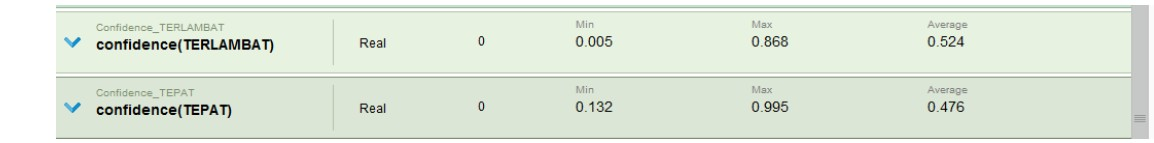 Confidence_TERLAMBAT Min Max Average
confidence(TERLAMBAT) Real 0 0.005 0.868 0.524
Confidence_TEPAT Min Max Average
confidence(TEPAT) Real 0 0.132 0.995 0.476